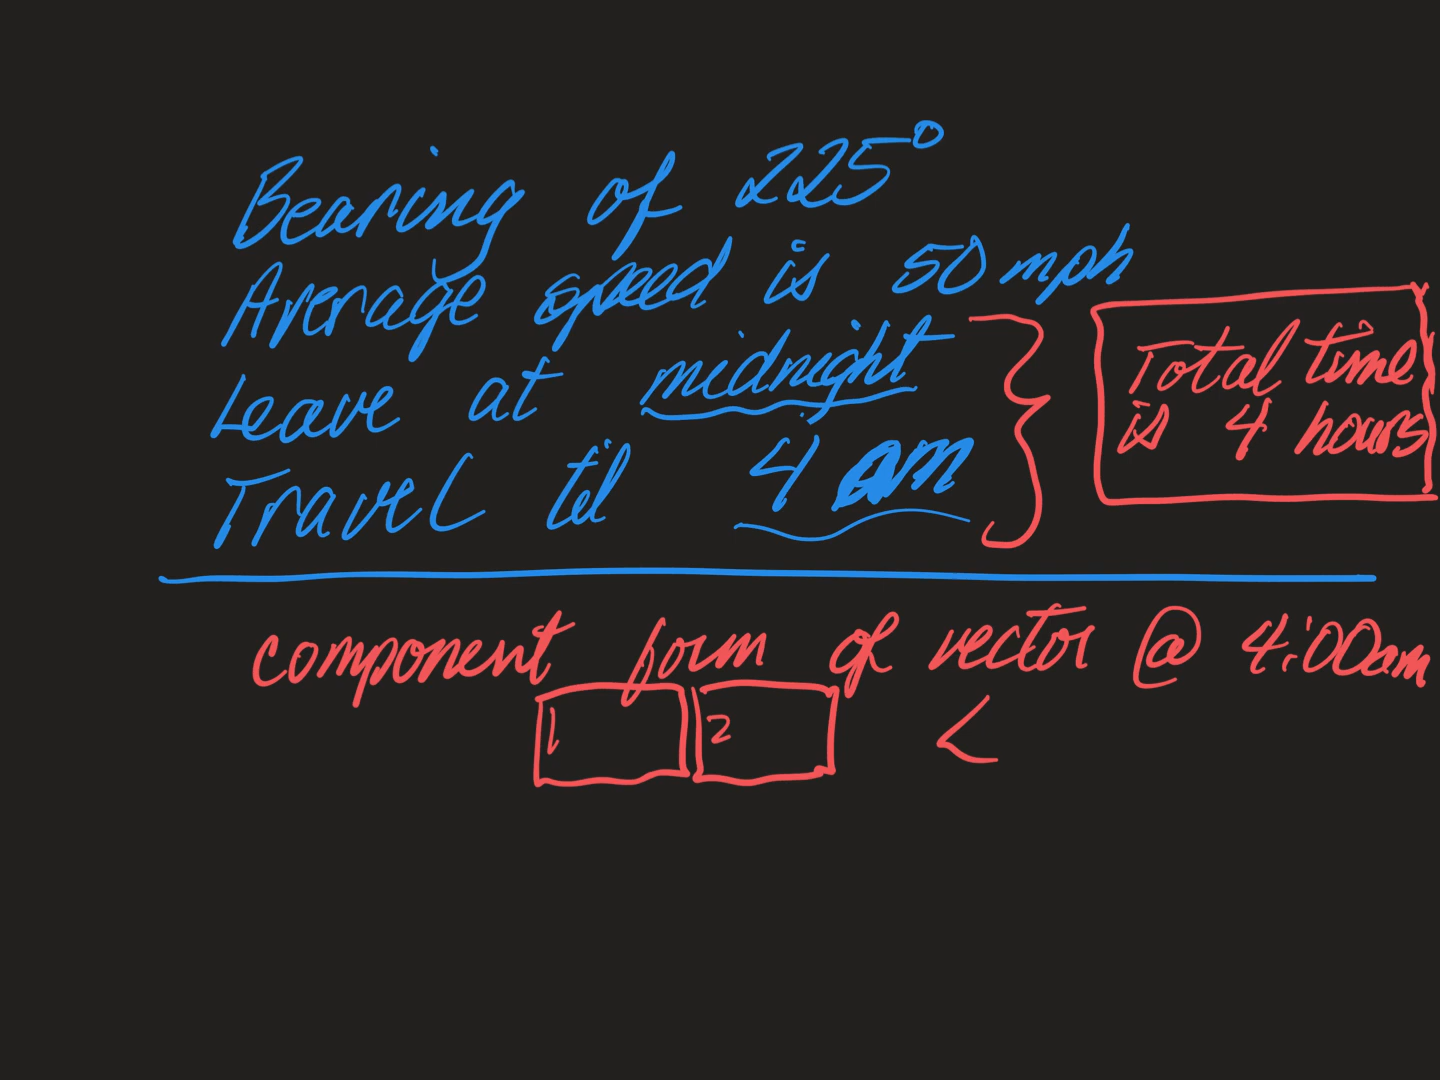 Bearing of 225°
Average speed is 50 mph
Leave at midnight
Travel til 4 am
Total time
is 4 hours
component form of vector @ 4:00am
1 2 <